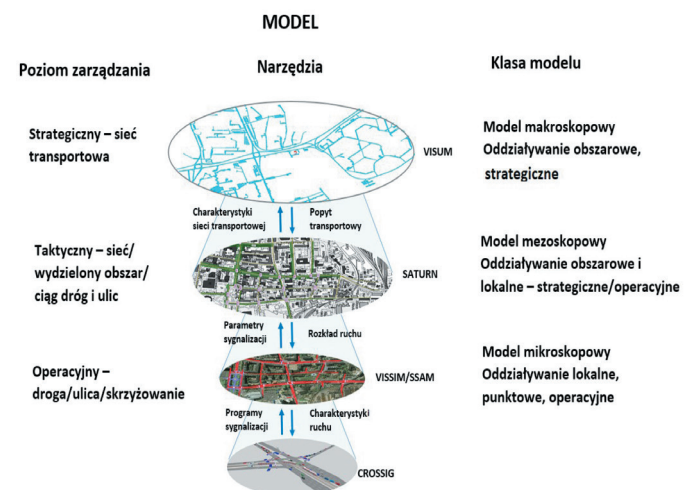 MODEL
Poziom zarządzania
Narzędzia
Klasa modelu
Strategiczny – sieć
transportowa
VISUM
Model makroskopowy
Oddziaływanie obszarowe,
strategiczne
Charakterystyki
sieci transportowej
Popyt
transportowy
Taktyczny – sieć/
wydzielony obszar/
ciąg dróg i ulic
SATURN
Model mezoskopowy
Oddziaływanie obszarowe i
lokalne – strategiczne/operacyjne
Parametry
sygnalizacji
Rozkład ruchu
Operacyjny –
droga/ulica/skrzyżowanie
VISSIM/SSAM
Model mikroskopowy
Oddziaływanie lokalne,
punktowe, operacyjne
Programy
sygnalizacji
Charakterystyki
ruchu
CROSSIG